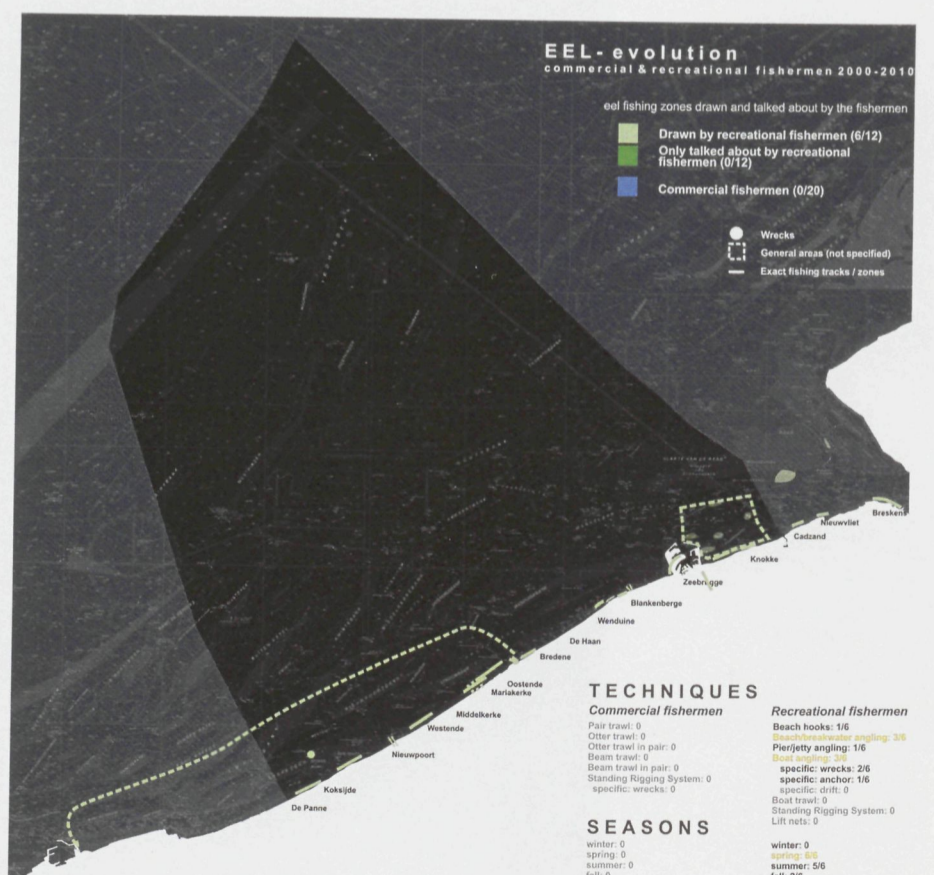 EEL- evolution
commercial & recreational fishermen 2000-2010
eel fishing zones drawn and talked about by the fishermen
Drawn by recreational fishermen (6/12)
Only talked about by recreational
fishermen (0/12)
Commercial fishermen (0/20)
Wrecks
General areas (not specified)
Exact fishing tracks / zones
Breskens
Nieuwvliet
Cadzand
Knokke
Zeebrugge
Blankenberge
Wenduine
De Haan
Bredene
Oostende
Mariakerke
Middelkerke
Westende
Nieuwpoort
Koksijde
De Panne
TECHNIQUES
Commercial fishermen
Pair trawl: 0
Otter trawl: 0
Otter trawl in pair: 0
Beam trawl: 0
Beam trawl in pair: 0
Standing Rigging System: 0
specific: wrecks: 0
Recreational fishermen
Beach hooks: 1/6
Beach/breakwater angling: 3/6
Pier/jetty angling: 1/6
Boat angling: 3/6
specific: wrecks: 2/6
specific: anchor: 1/6
specific: drift: 0
Boat trawl: 0
Standing Rigging System: 0
Lift nets: 0
SEASONS
winter: 0
spring: 0
summer: 0
winter: 0
spring: 6/6
summer: 5/6